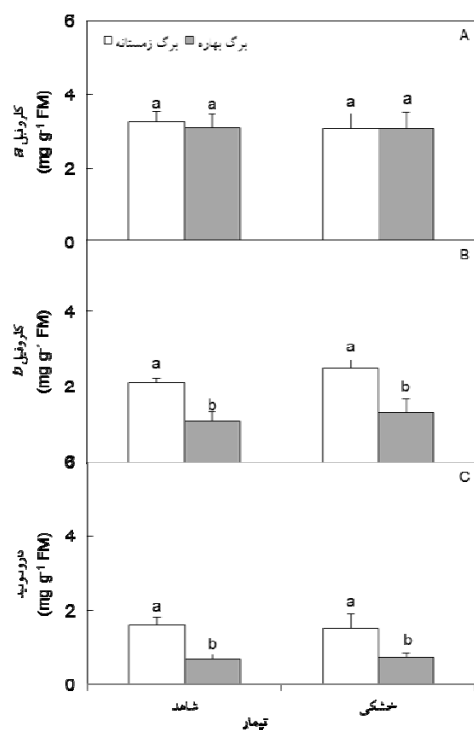 A
برگ زمستانه
برگ بهاره
6
4
2
0
کلروفیل a
(mg g⁻¹ FM)
a a a a
B
4
2
6
کلروفیل b
(mg g⁻¹ FM)
a b a b
C
4
2
0
(mg g⁻¹ FM)
a b a b
شاهد
خشکی
تیمار